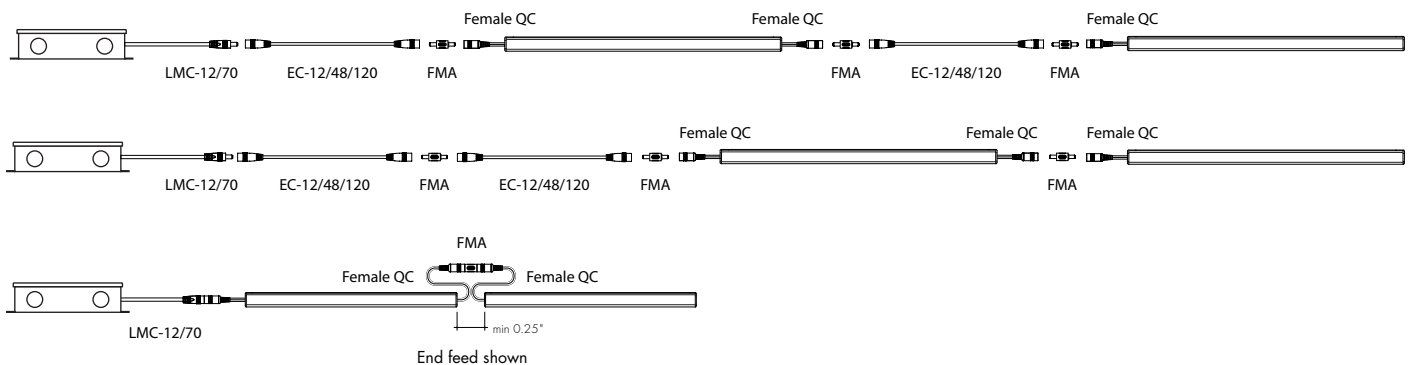 Female QC Female QC Female QC
LMC-12/70 EC-12/48/120 FMA FMA EC-12/48/120 FMA
Female QC Female QC Female QC
LMC-12/70 EC-12/48/120 FMA EC-12/48/120 FMA FMA
FMA
Female QC Female QC
LMC-12/70 min 0.25"
End feed shown